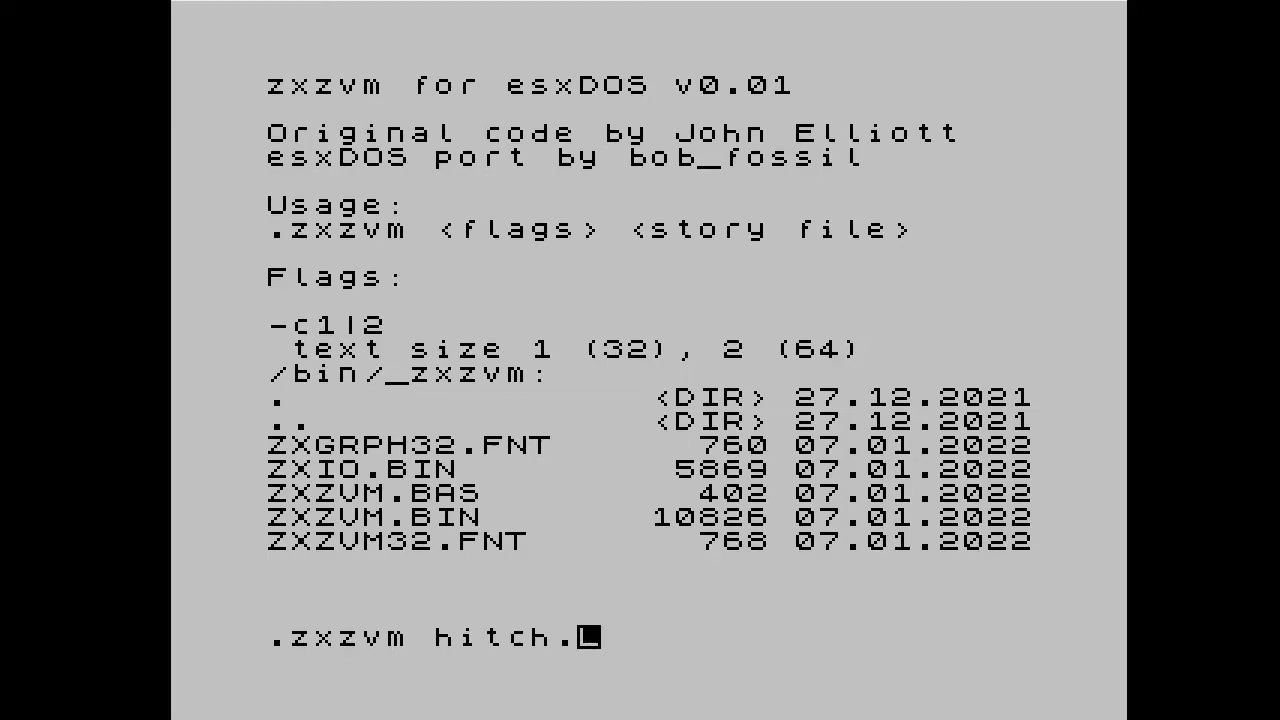 zxzvm for esxDOS v0.01
Original code by John Elliott
esxDOS port by bob_fossil
Usage:
.zxzvm <flags> <story file>
Flags:
-c1|2
text size 1 (32), 2 (64)
/bin/_zxzvm:
. <DIR> 27.12.2021
.. <DIR> 27.12.2021
ZXGRPH32.FNT 760 07.01.2022
ZXIO.BIN 5869 07.01.2022
ZXZVM.BAS 402 07.01.2022
ZXZVM.BIN 10826 07.01.2022
ZXZVM32.FNT 768 07.01.2022
.zxzvm hitch.L